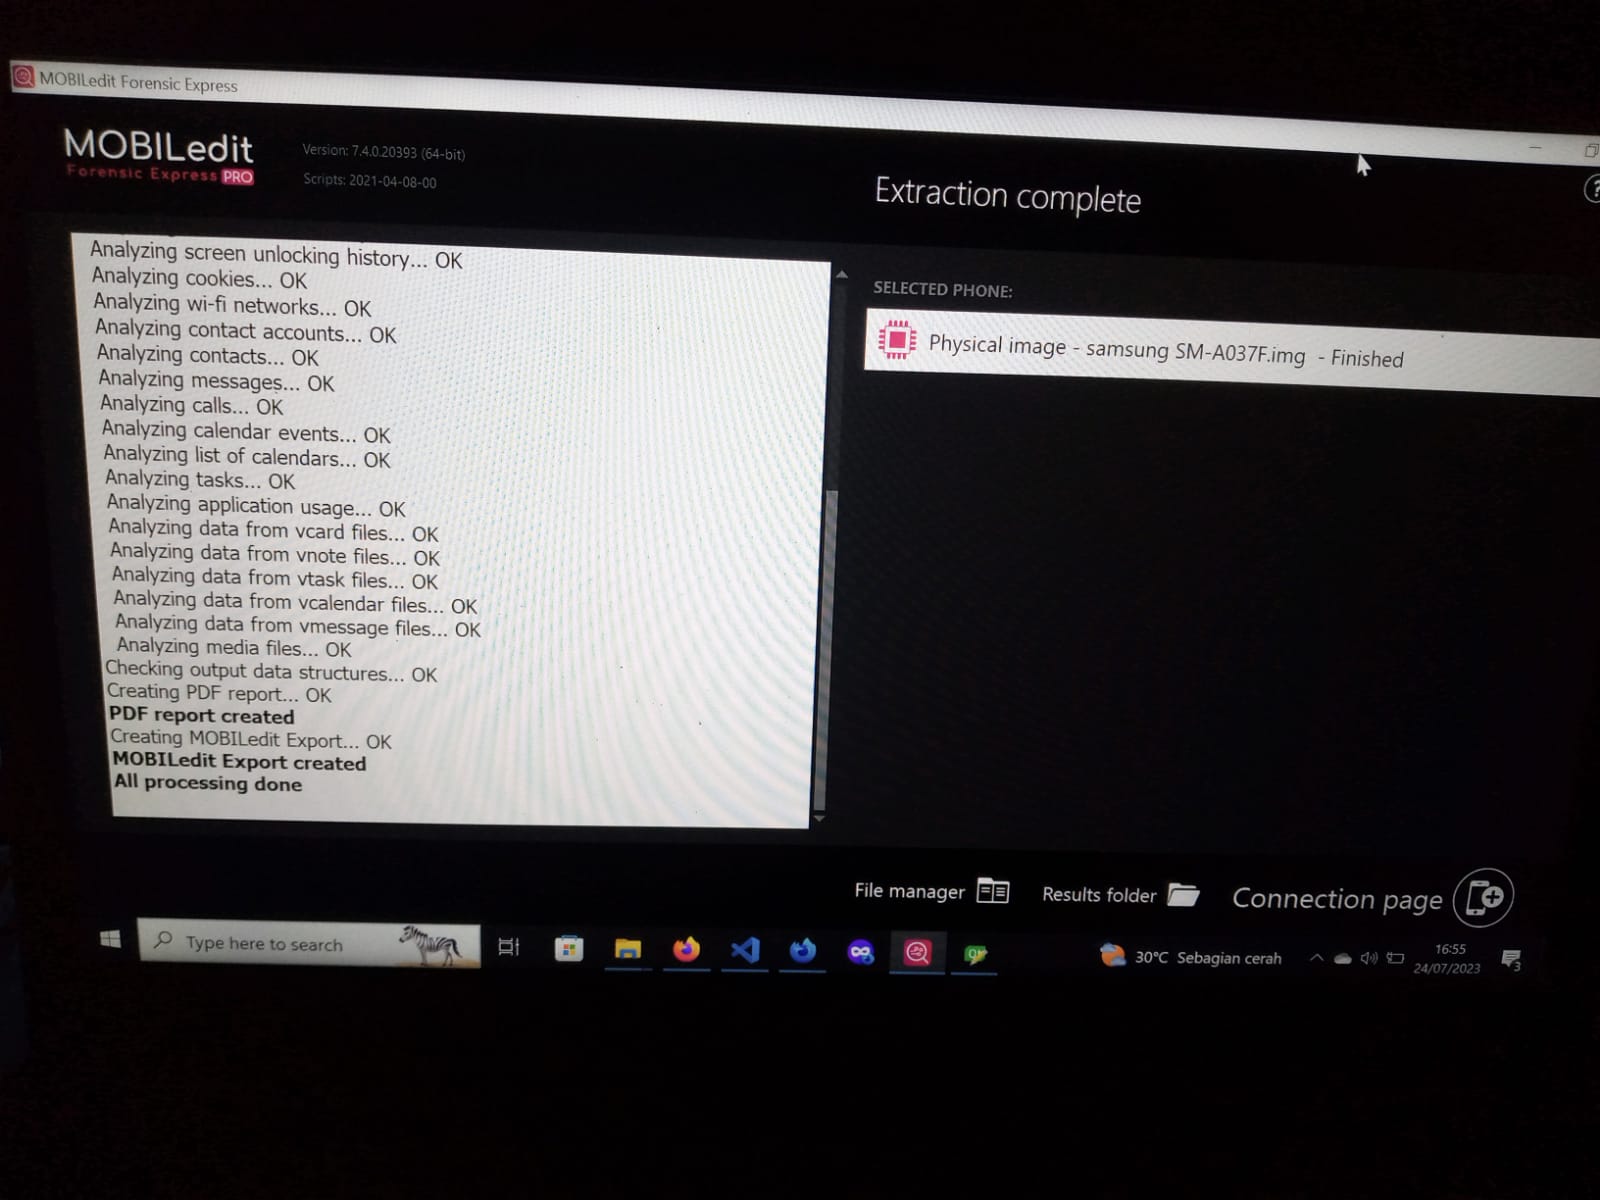 MOBILedit Forensic Express
MOBILedit
Forensic Express PRO
Version: 7.4.0.20393 (64-bit)
Scripts: 2021-04-08-00
Extraction complete
?
Analyzing screen unlocking history... OK
Analyzing cookies... OK
Analyzing wi-fi networks... OK
Analyzing contact accounts... OK
Analyzing contacts... OK
Analyzing messages... OK
Analyzing calls... OK
Analyzing calendar events... OK
Analyzing list of calendars... OK
Analyzing tasks... OK
Analyzing application usage... OK
Analyzing data from vcard files... OK
Analyzing data from vnote files... OK
Analyzing data from vtask files... OK
Analyzing data from vcalendar files... OK
Analyzing data from vmessage files... OK
Analyzing media files... OK
Checking output data structures... OK
Creating PDF report... OK
PDF report created
Creating MOBILedit Export... OK
MOBILedit Export created
All processing done
SELECTED PHONE:
Physical image - samsung SM-A037F.img - Finished
File manager
Results folder
Connection page
Type here to search
30°C Sebagian cerah
16:55
24/07/2023
3